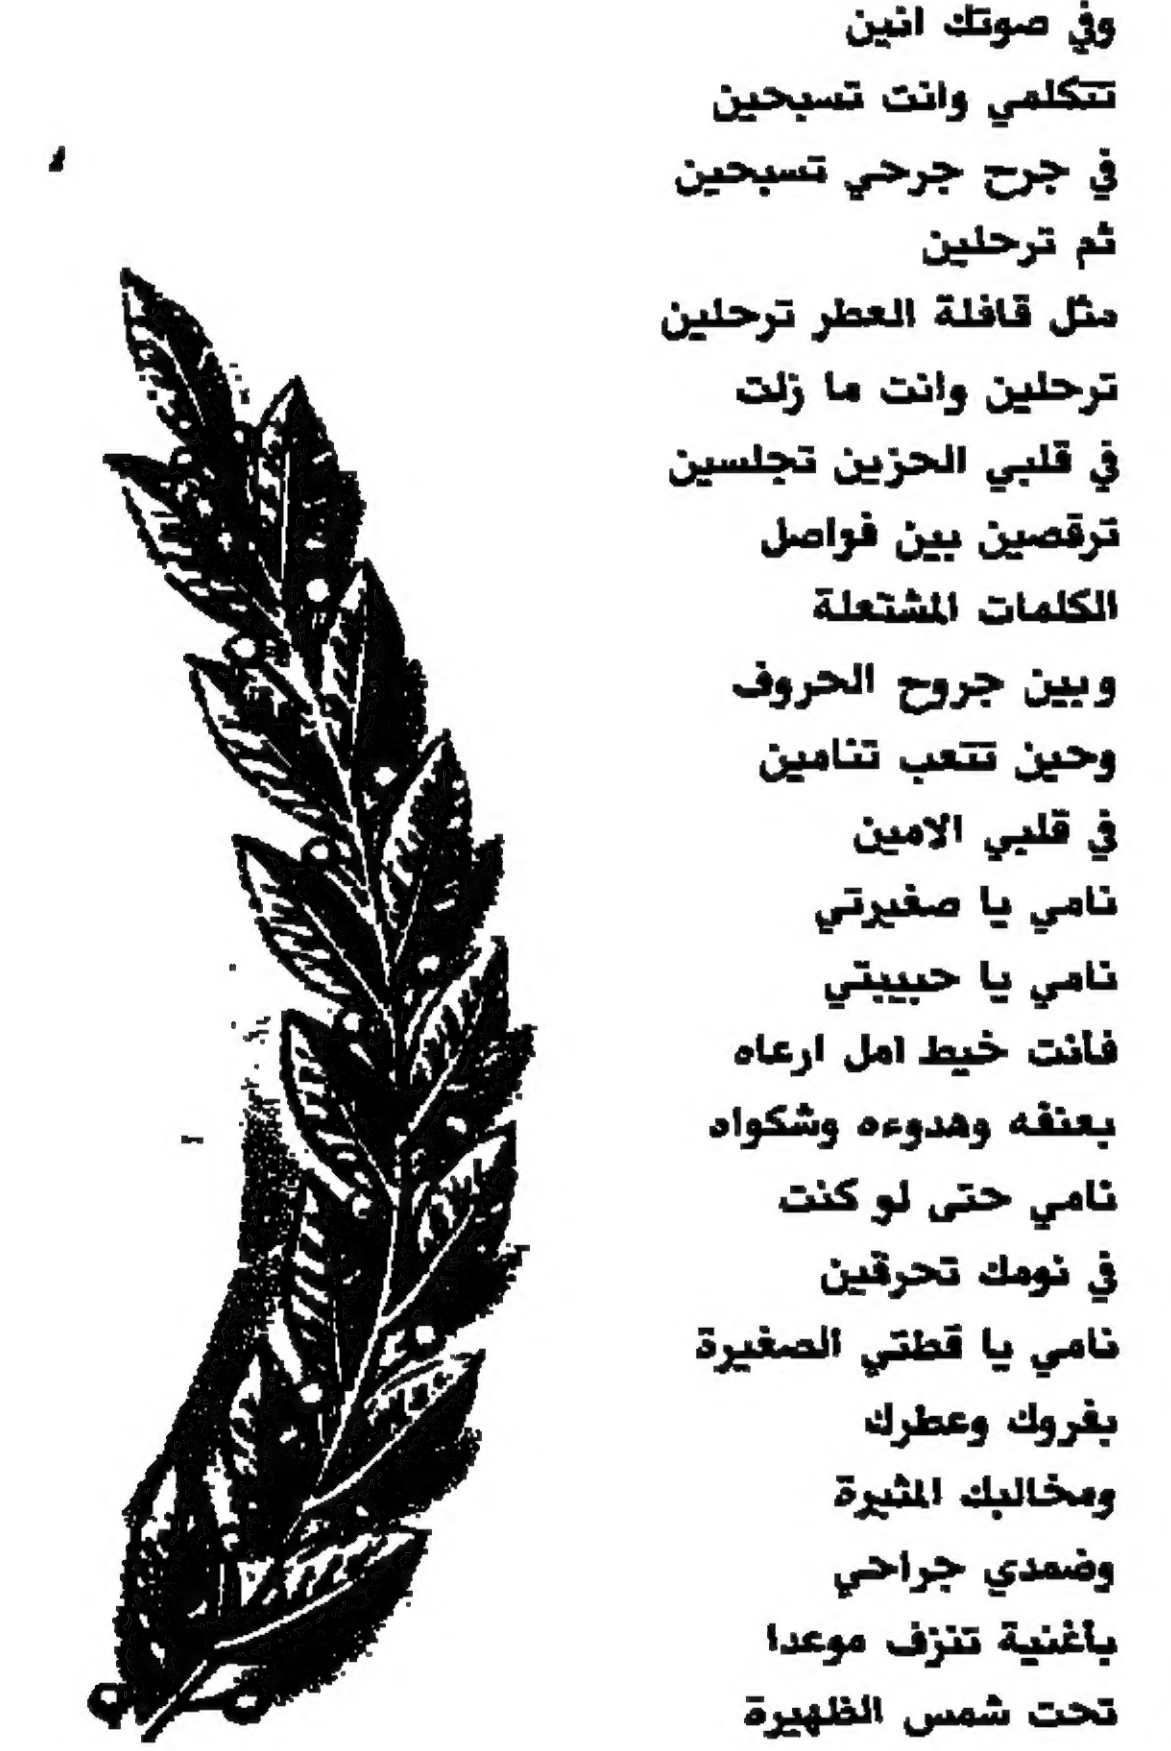 وفي صوتك انين
تتكلمي وانت تسبحين
في جرح جرحي تسبحين
ثم ترحلين
مثل قافلة العطر ترحلين
ترحلين وانت ما زلت
في قلبي الحزين تجلسين
ترقصين بين فواصل
الكلمات المشتعلة
وبين جروح الحروف
وحين تتعب تنامين
في قلبي الامين
نامي يا صغيرتي
نامي يا حبيبتي
فأنت خيط امل ارعاه
بعنفه وهدوءه وشكواه
نامي حتى لو كنت
في نومك تحرقين
نامي يا قطتي الصغيرة
بفروك وعطرك
ومخالبك المثيرة
وضمدي جراحي
بأغنية تنزف موعدا
تحت شمس الظهيرة